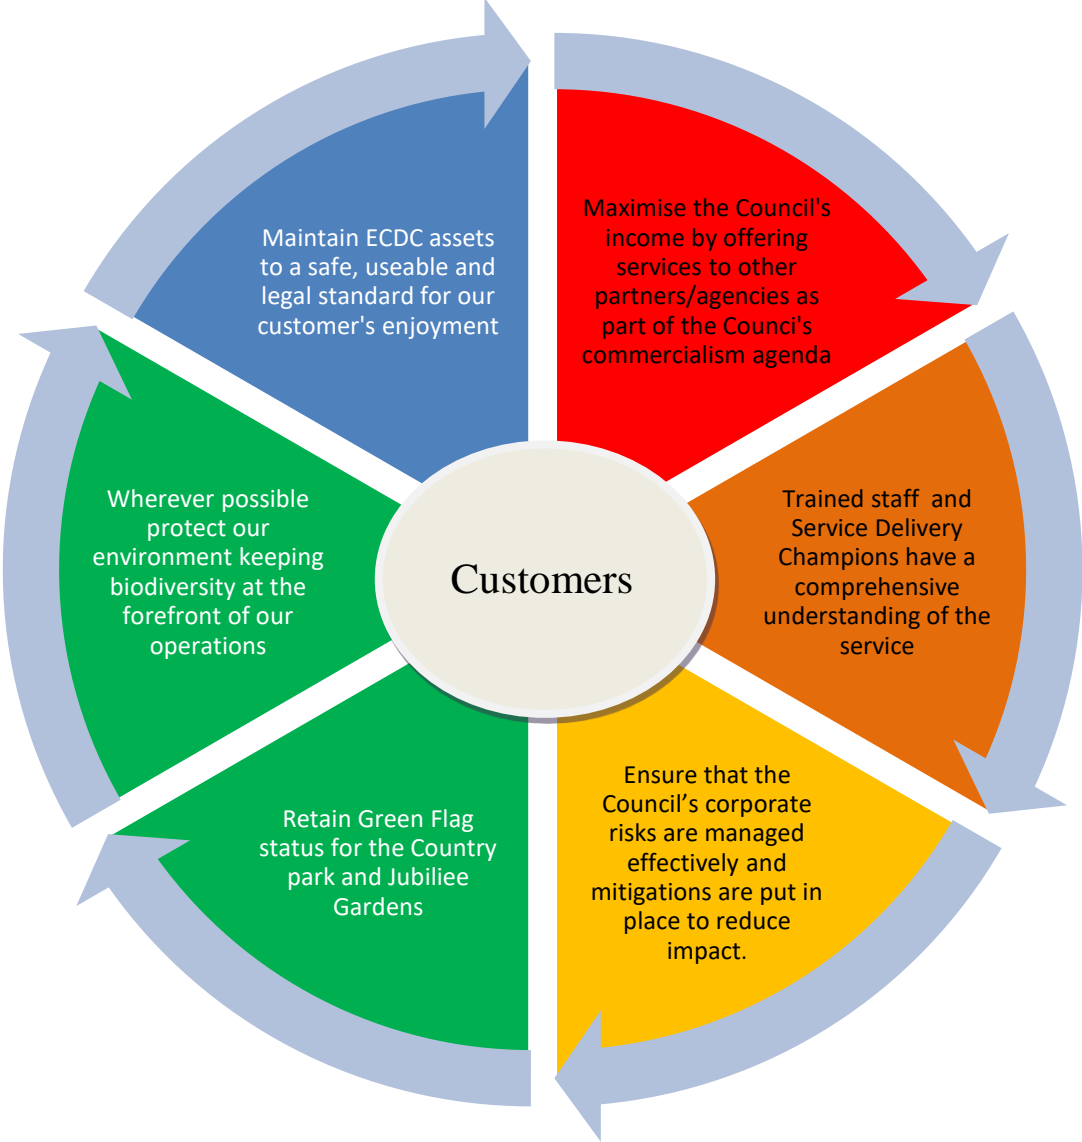 Maximise the Council's
income by offering
services to other
partners/agencies as
part of the Counci's
commercialism agenda
Trained staff and
Service Delivery
Champions have a
comprehensive
understanding of the
service
Ensure that the
Council’s corporate
risks are managed
effectively and
mitigations are put in
place to reduce
impact.
Retain Green Flag
status for the Country
park and Jubiliee
Gardens
Wherever possible
protect our
environment keeping
biodiversity at the
forefront of our
operations
Maintain ECDC assets
to a safe, useable and
legal standard for our
customer's enjoyment
Customers